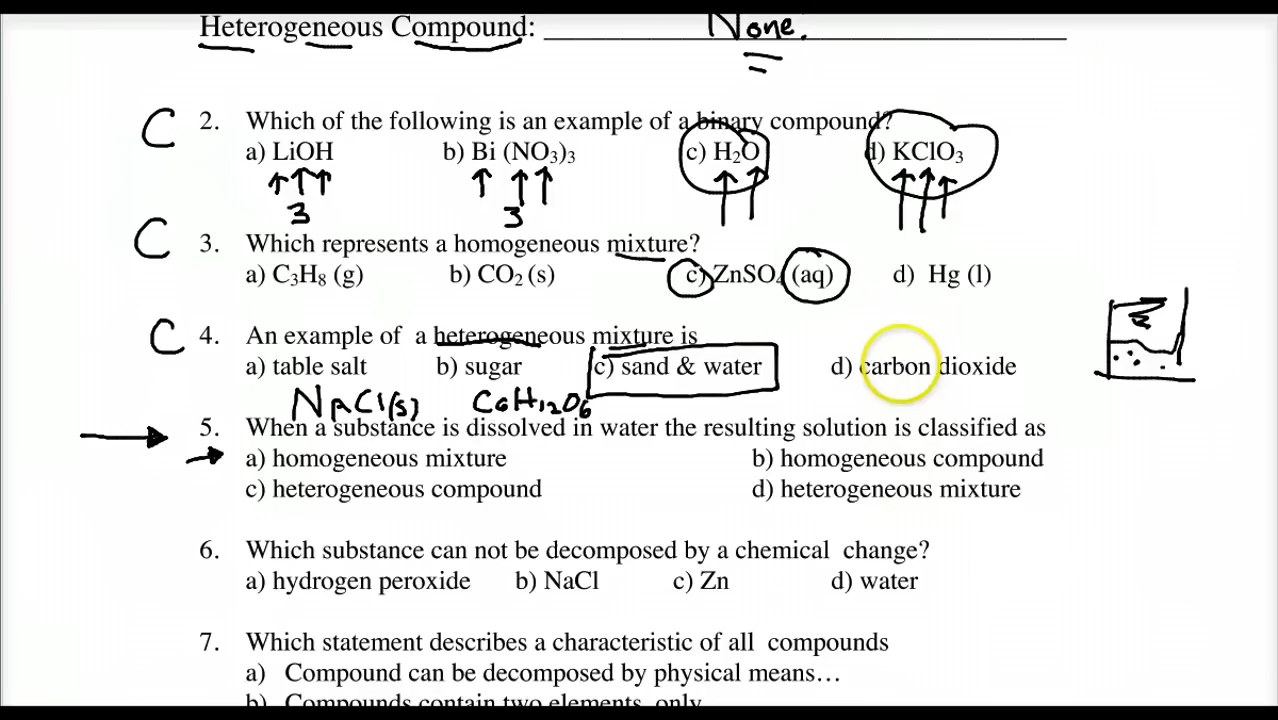 Heterogeneous Compound: None.
C 2. Which of the following is an example of a binary compound?
a) LiOH b) Bi (NO₃)₃ c) H₂O d) KClO₃
3 3
C 3. Which represents a homogeneous mixture?
a) C₃H₈ (g) b) CO₂ (s) c) ZnSO₄ (aq) d) Hg (l)
C 4. An example of a heterogeneous mixture is
a) table salt b) sugar c) sand & water d) carbon dioxide
NaCl(s) C6H12O6
5. When a substance is dissolved in water the resulting solution is classified as
a) homogeneous mixture b) homogeneous compound
c) heterogeneous compound d) heterogeneous mixture
6. Which substance can not be decomposed by a chemical change?
a) hydrogen peroxide b) NaCl c) Zn d) water
7. Which statement describes a characteristic of all compounds
a) Compound can be decomposed by physical means…
b) Compounds contain two elements only